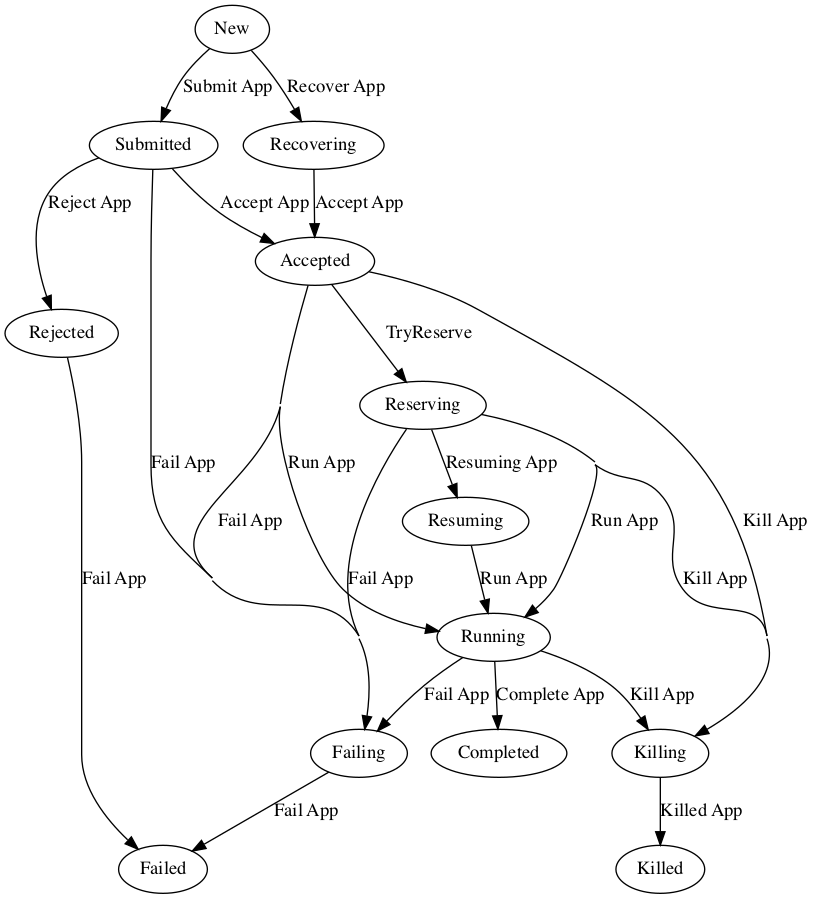 New
Submit App
Recover App
Submitted
Recovering
Reject App
Accept App
Accept App
Accepted
Rejected
TryReserve
Reserving
Fail App
Run App
Resuming App
Fail App
Resuming
Run App
Kill App
Fail App
Fail App
Run App
Kill App
Running
Fail App
Complete App
Kill App
Failing
Completed
Killing
Fail App
Killed App
Failed
Killed